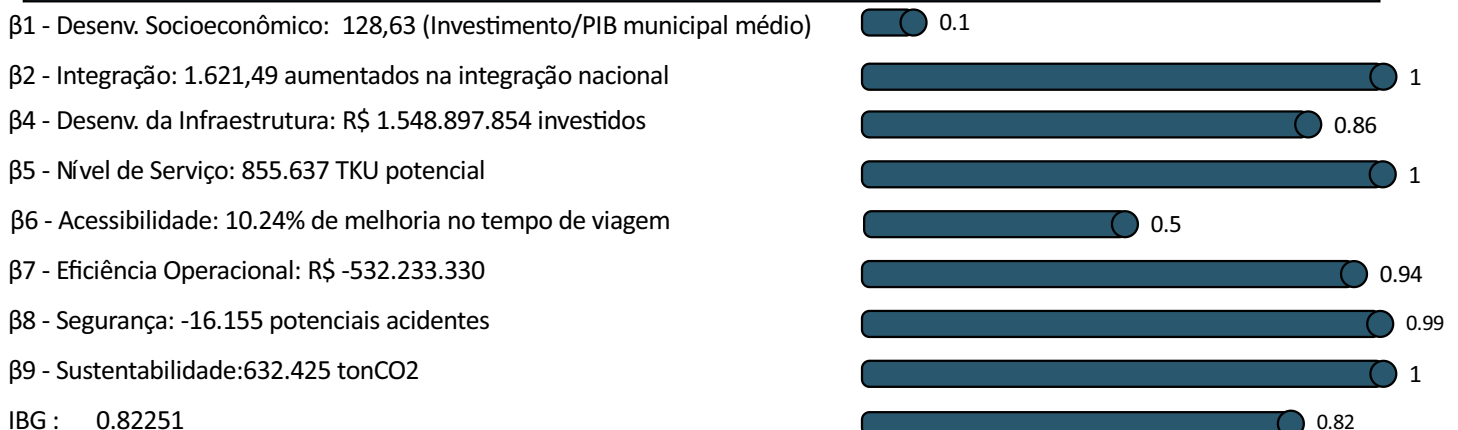 β1 - Desenv. Socioeconômico: 128,63 (Investimento/PIB municipal médio) 0.1
β2 - Integração: 1.621,49 aumentados na integração nacional 1
β4 - Desenv. da Infraestrutura: R$ 1.548.897.854 investidos 0.86
β5 - Nível de Serviço: 855.637 TKU potencial 1
β6 - Acessibilidade: 10.24% de melhoria no tempo de viagem 0.5
β7 - Eficiência Operacional: R$ -532.233.330 0.94
β8 - Segurança: -16.155 potenciais acidentes 0.99
β9 - Sustentabilidade:632.425 tonCO2 1
IBG : 0.82251 0.82